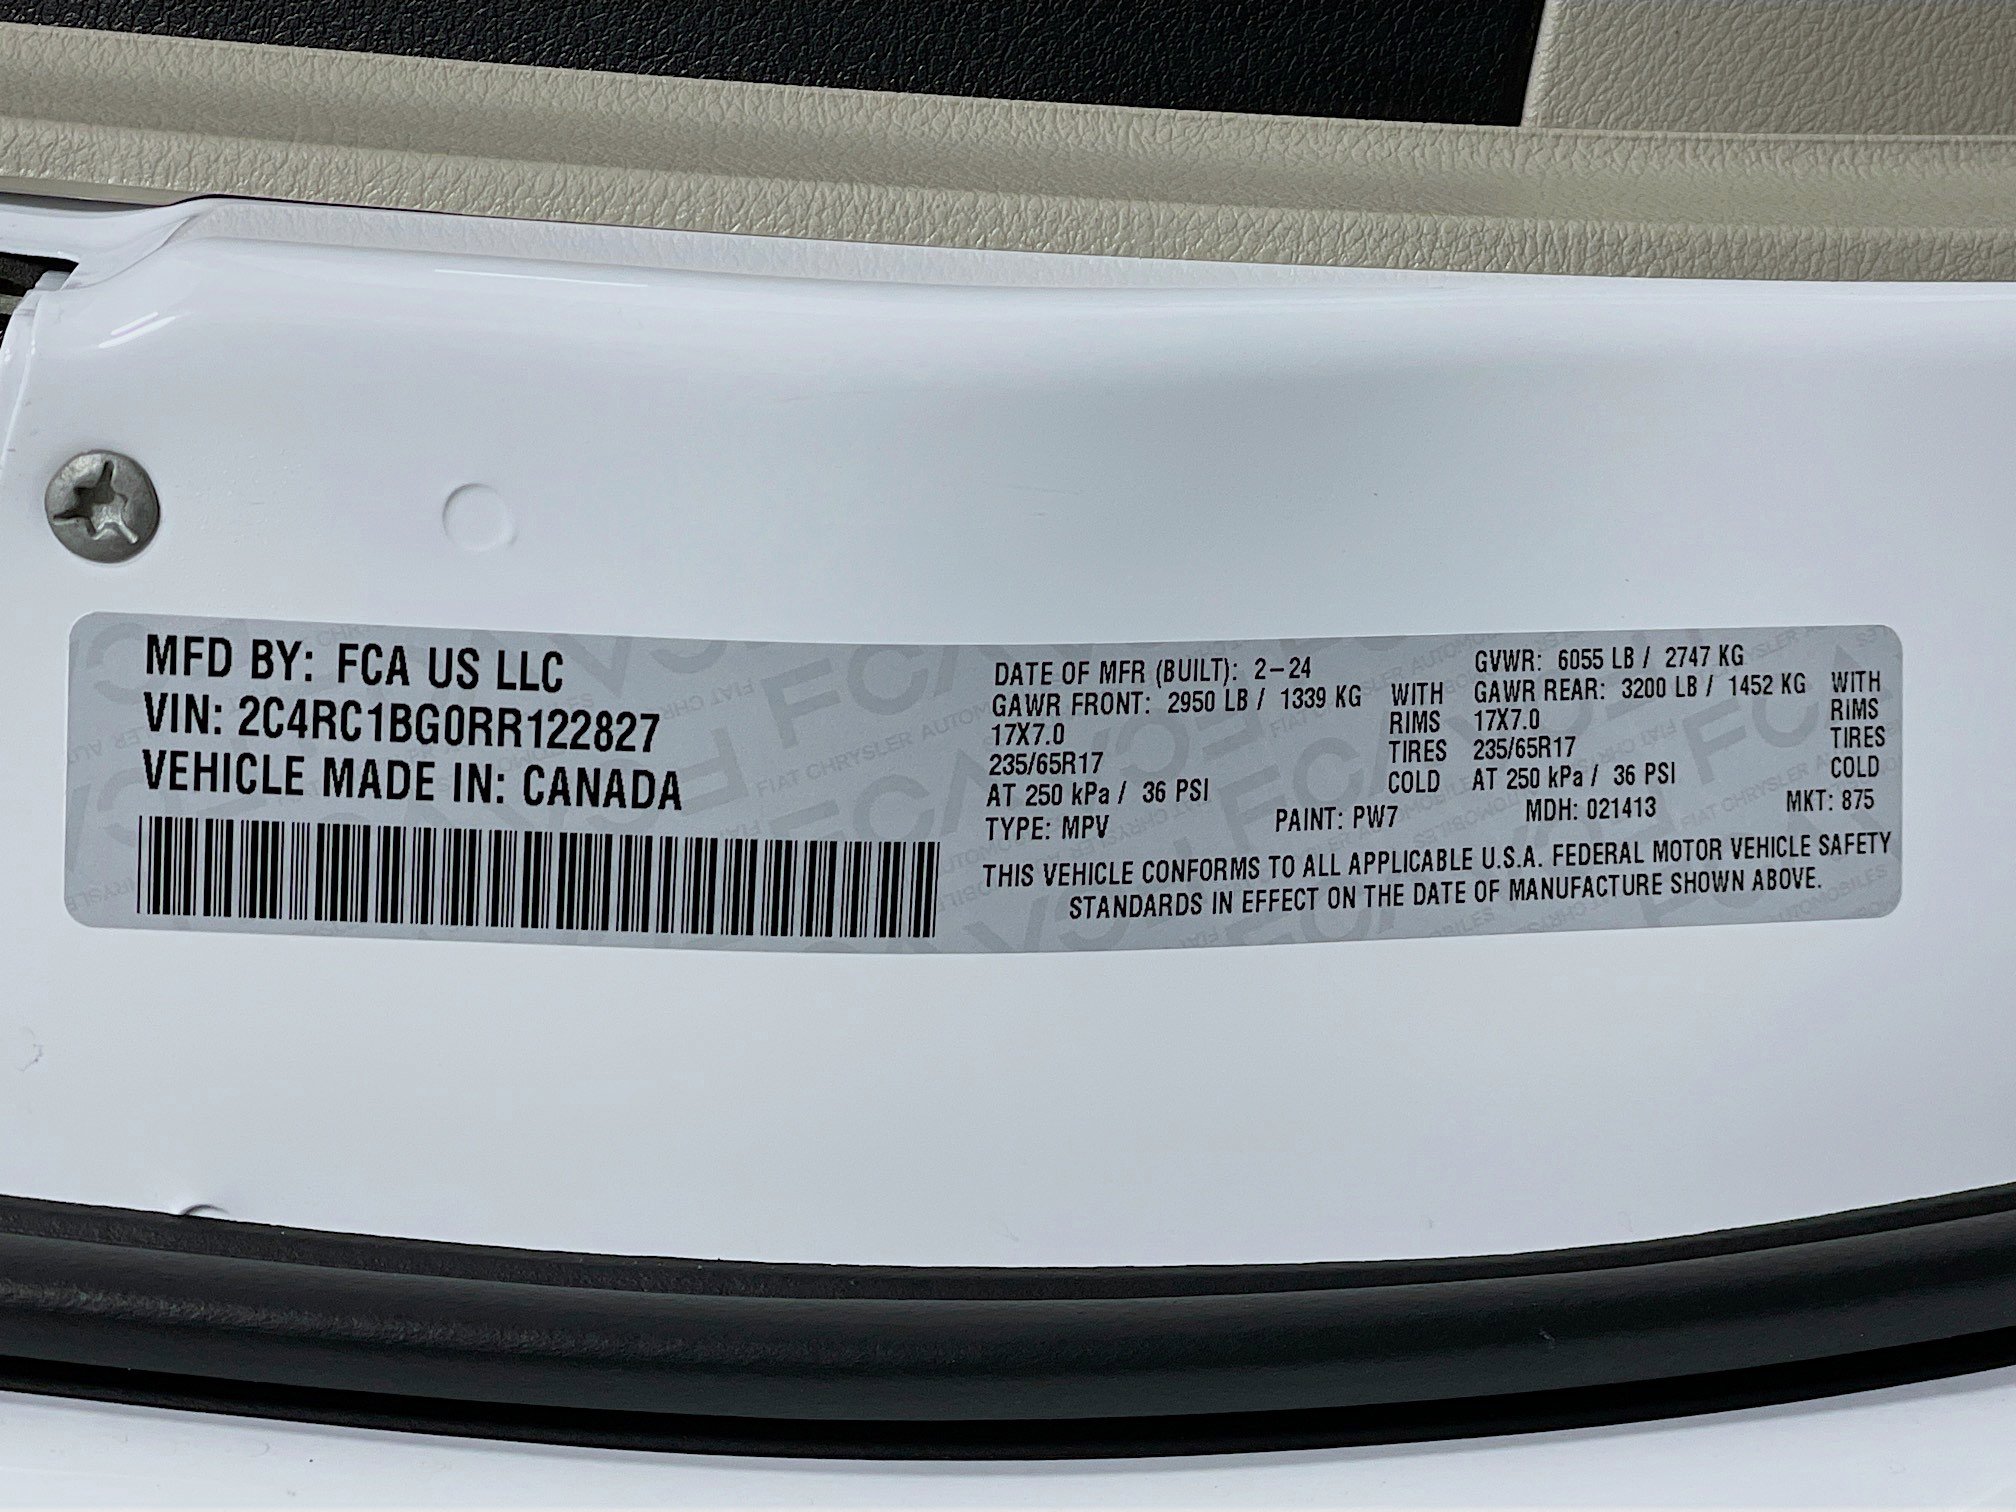 MFD BY: FCA US LLC
VIN: 2C4RC1BG0RR122827
VEHICLE MADE IN: CANADA
DATE OF MFR (BUILT): 2-24 GVWR: 6055 LB / 2747 KG
GAWR FRONT: 2950 LB / 1339 KG WITH GAWR REAR: 3200 LB / 1452 KG WITH
17X7.0 RIMS 17X7.0 RIMS
235/65R17 TIRES 235/65R17 TIRES
AT 250 kPa / 36 PSI COLD AT 250 kPa / 36 PSI COLD
TYPE: MPV PAINT: PW7 MDH: 021413 MKT: 875
THIS VEHICLE CONFORMS TO ALL APPLICABLE U.S.A. FEDERAL MOTOR VEHICLE SAFETY
STANDARDS IN EFFECT ON THE DATE OF MANUFACTURE SHOWN ABOVE.